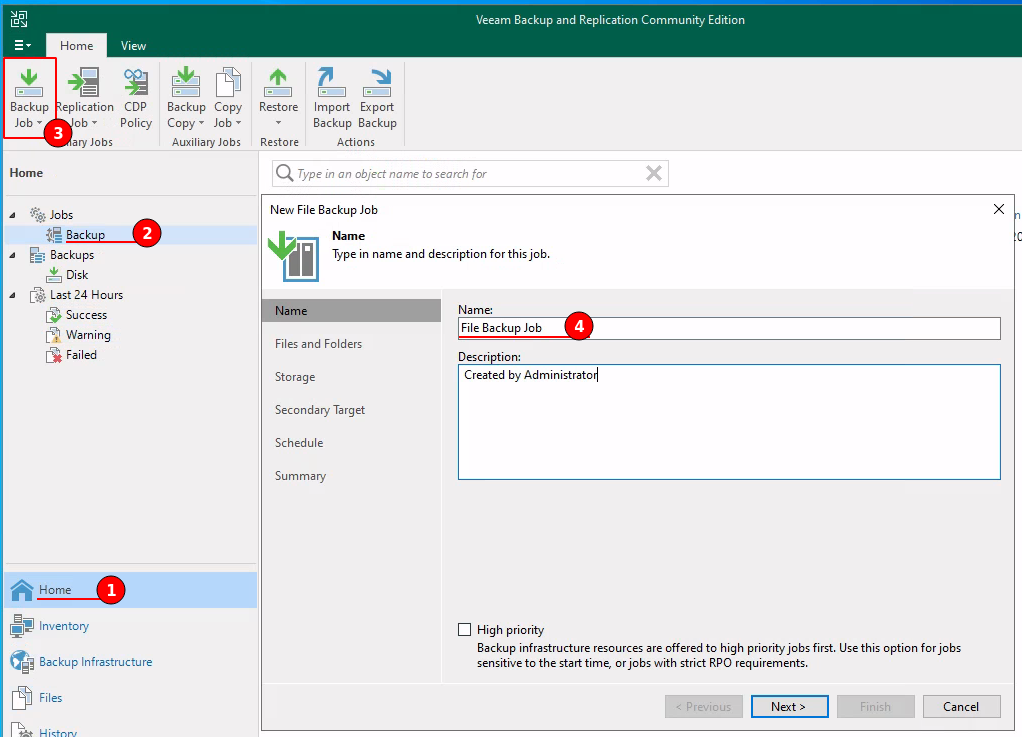 Veeam Backup and Replication Community Edition
Home
View
Backup
Job
Replication
Job
CDP
Policy
Backup
Copy
Copy
Job
Restore
Import
Backup
Export
Backup
3
Jobs
Auxiliary Jobs
Restore
Actions
Home
Type in an object name to search for
Jobs
Backup
2
Backups
Disk
Last 24 Hours
Success
Warning
Failed
1
Home
Inventory
Backup Infrastructure
Files
History
New File Backup Job
Name
Type in name and description for this job.
Name
Files and Folders
Storage
Secondary Target
Schedule
Summary
Name:
File Backup Job
4
Description:
Created by Administrator
High priority
Backup infrastructure resources are offered to high priority jobs first. Use this option for jobs
sensitive to the start time, or jobs with strict RPO requirements.
< Previous
Next >
Finish
Cancel